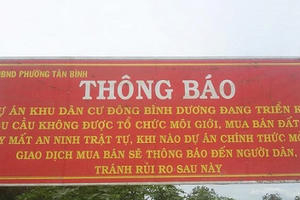 UBND PHƯỜNG TÂN BÌNH
THÔNG BÁO
DỰ ÁN KHU DÂN CƯ ĐÔNG BÌNH DƯƠNG ĐANG TRIỂN K
U CẦU KHÔNG ĐƯỢC TỔ CHỨC MÔI GIỚI, MUA BÁN ĐẤT
Y MẤT AN NINH TRẬT TỰ, KHI NÀO DỰ ÁN CHÍNH THỨC MỞ
GIAO DỊCH MUA BÁN SẼ THÔNG BÁO ĐẾN NGƯỜI DÂN.
TRÁNH RỦI RO SAU NÀY